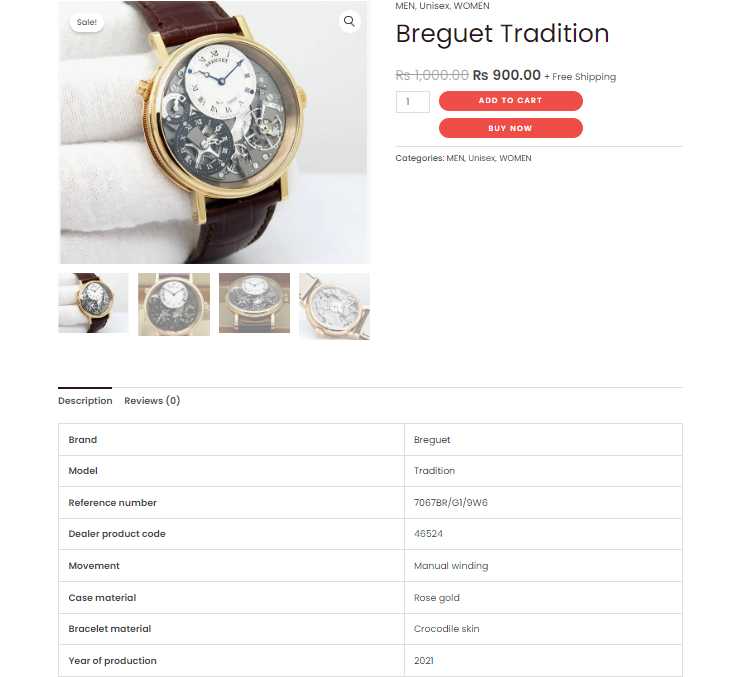 MEN, Unisex, WOMEN
Sale!
Breguet Tradition
Rs 1,000.00 Rs 900.00 + Free Shipping
1
ADD TO CART
BUY NOW
Categories: MEN, Unisex, WOMEN
BREGUET
Description Reviews (0)
Brand Breguet
Model Tradition
Reference number 7067BR/G1/9W6
Dealer product code 46524
Movement Manual winding
Case material Rose gold
Bracelet material Crocodile skin
Year of production 2021